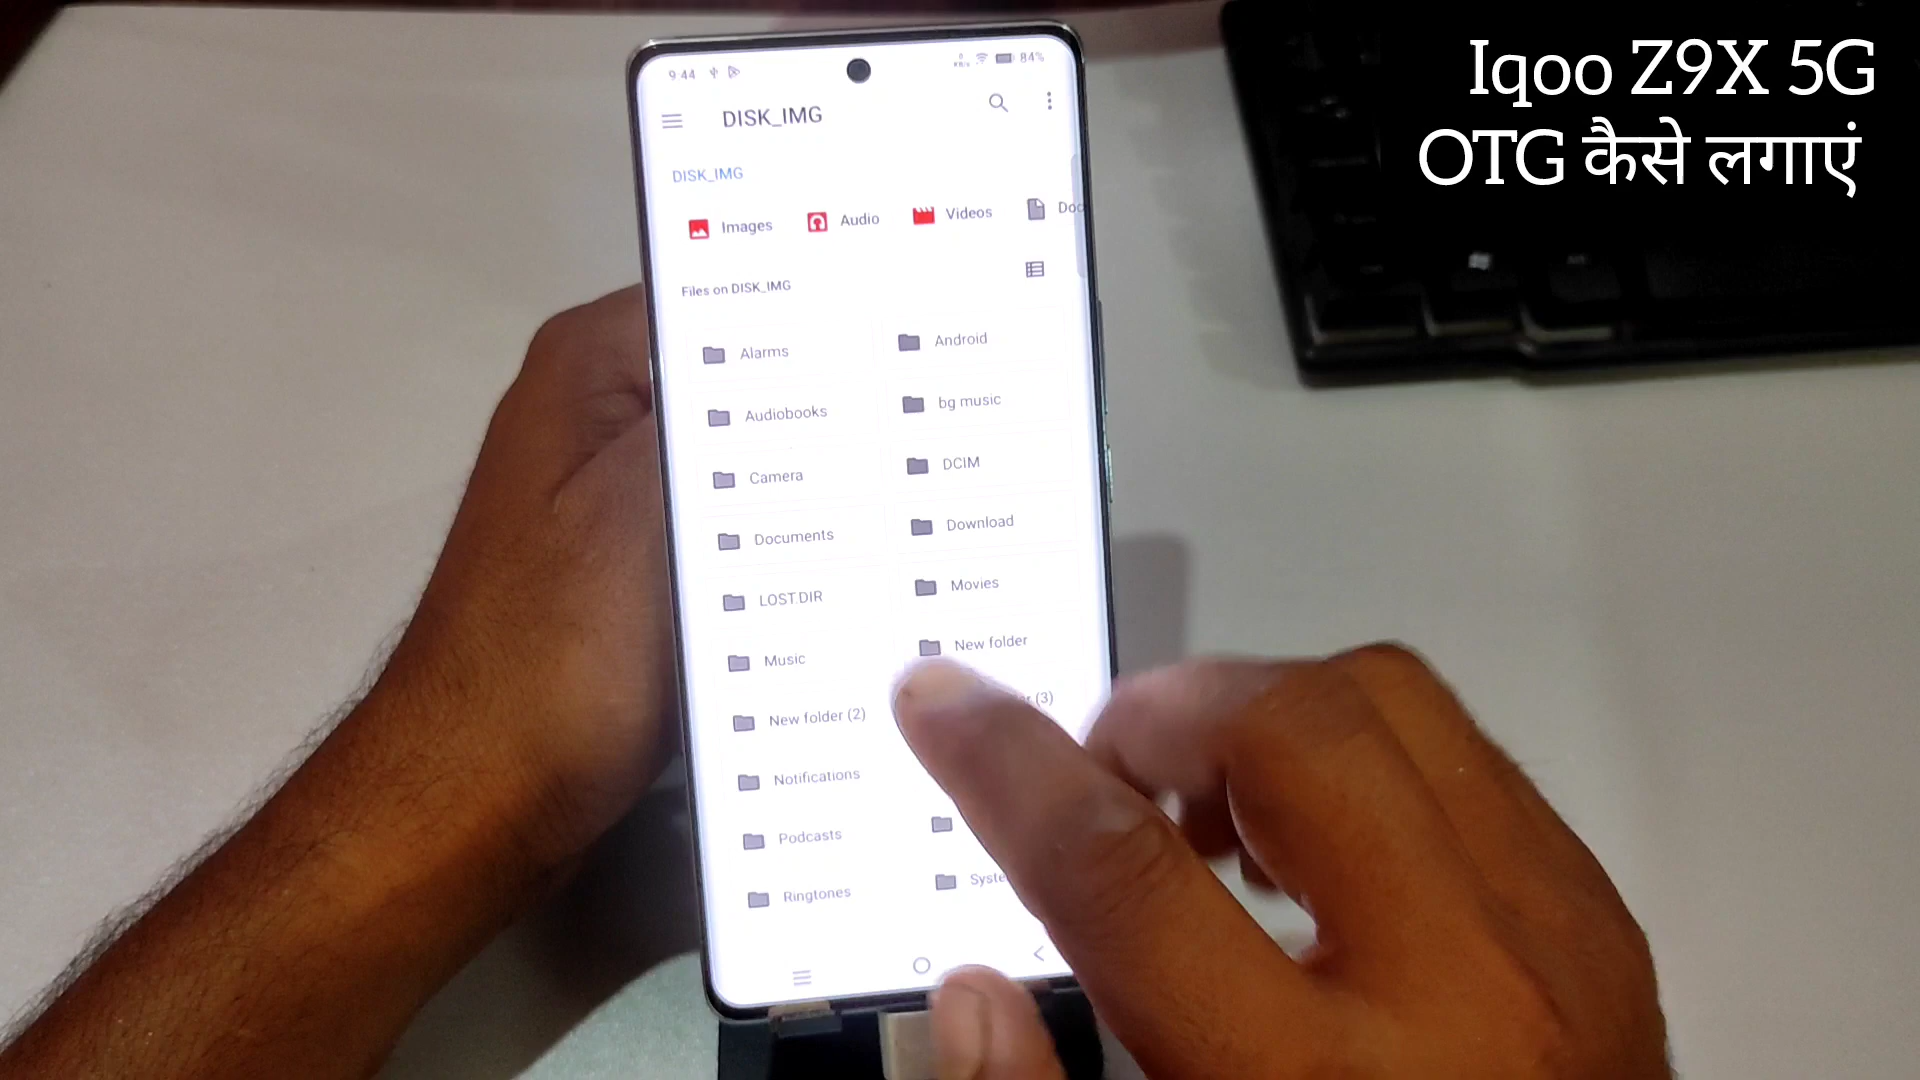 Iqoo Z9X 5G
OTG कैसे लगाएं
9:44
84%
DISK_IMG
DISK_IMG
Images
Audio
Videos
Files on DISK_IMG
Alarms
Android
Audiobooks
bg music
Camera
DCIM
Documents
Download
LOST.DIR
Movies
Music
New folder
New folder (2)
(3)
Notifications
Podcasts
Ringtones